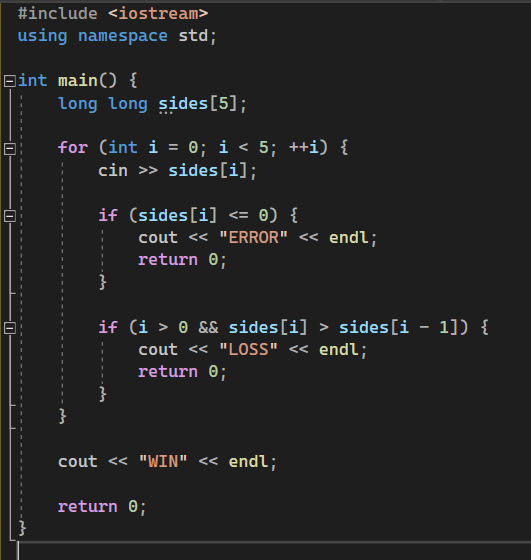 #include <iostream>
using namespace std;
int main() {
long long sides[5];
for (int i = 0; i < 5; ++i) {
cin >> sides[i];
if (sides[i] <= 0) {
cout << "ERROR" << endl;
return 0;
}
if (i > 0 && sides[i] > sides[i - 1]) {
cout << "LOSS" << endl;
return 0;
}
}
cout << "WIN" << endl;
return 0;
}